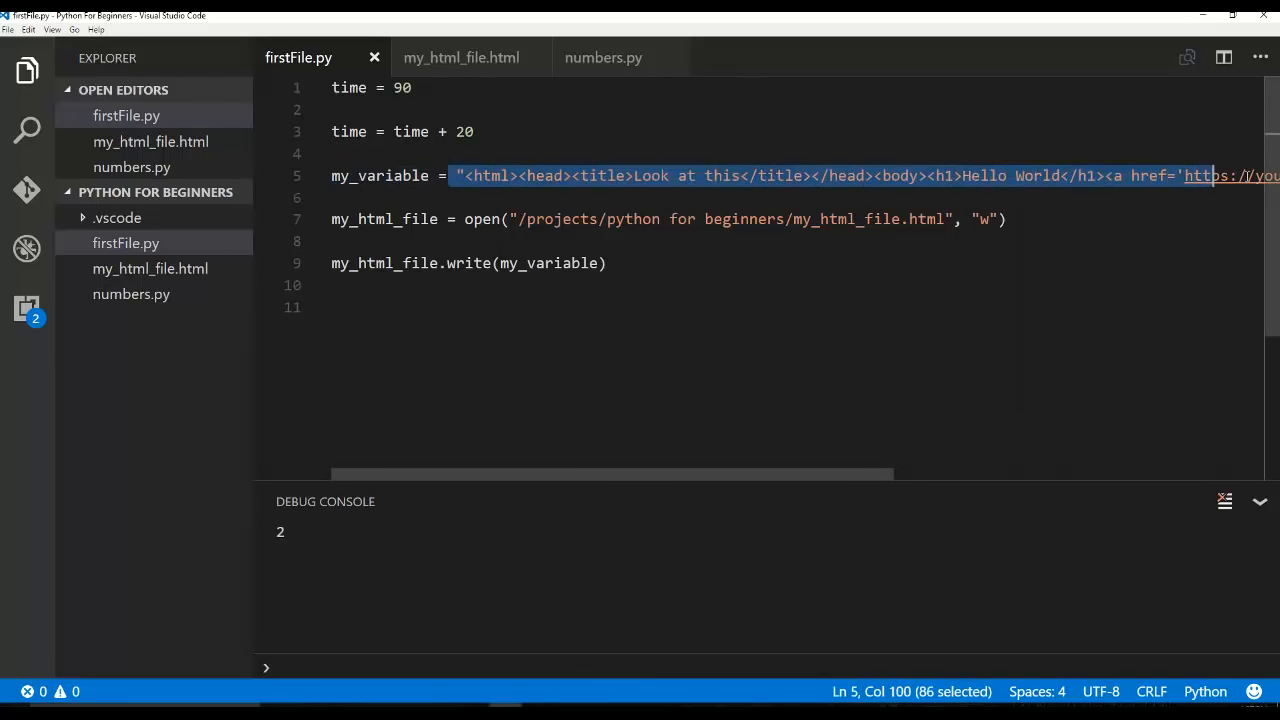 firstFile.py - Python For Beginners - Visual Studio Code
File Edit View Go Help
EXPLORER
OPEN EDITORS
firstFile.py
my_html_file.html
numbers.py
PYTHON FOR BEGINNERS
.vscode
firstFile.py
my_html_file.html
numbers.py
2
firstFile.py my_html_file.html numbers.py
1 time = 90
2
3 time = time + 20
4
5 my_variable = "<html><head><title>Look at this</title></head><body><h1>Hello World</h1><a href='https://you
6
7 my_html_file = open("/projects/python for beginners/my_html_file.html", "w")
8
9 my_html_file.write(my_variable)
10
11
DEBUG CONSOLE
2
0 0 Ln 5, Col 100 (86 selected) Spaces: 4 UTF-8 CRLF Python